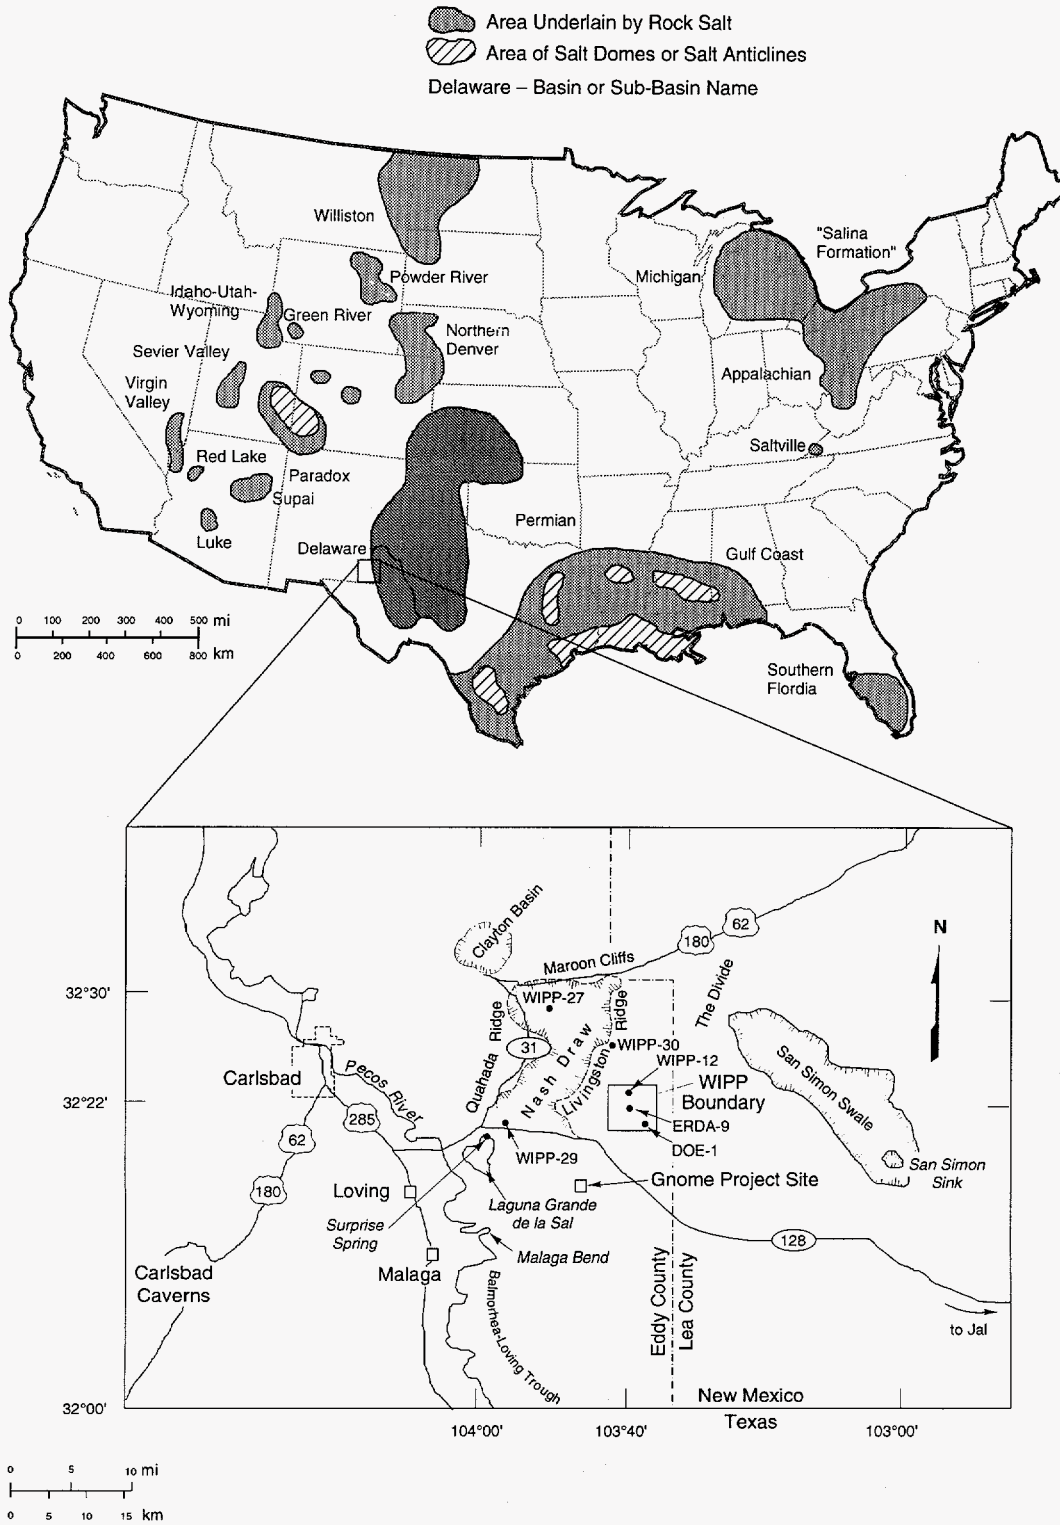 Area Underlain by Rock Salt
Area of Salt Domes or Salt Anticlines
Delaware – Basin or Sub-Basin Name
Williston
"Salina
Formation"
Powder River
Michigan
Idaho-Utah-
Wyoming
Green River
Northern
Denver
Sevier Valley
Virgin
Valley
Appalachian
Saltville
Red Lake
Paradox
Supai
Permian
Luke
Delaware
Gulf Coast
0 100 200 300 400 500 mi
0 200 400 600 800 km
Southern
Flordia
Clayton Basin
62
180
N
Maroon Cliffs
The Divide
32°30'
WIPP-27
Quahada Ridge
Livingston Ridge
Nash Draw
31
WIPP-30
WIPP-12
San Simon Swale
Carlsbad
Pecos River
WIPP
Boundary
32°22'
285
ERDA-9
62
DOE-1
WIPP-29
San Simon
Sink
180
Loving
Gnome Project Site
Laguna Grande
de la Sal
Surprise
Spring
128
Malaga Bend
Malaga
Carlsbad
Caverns
Balmorhea-Loving Trough
Eddy County
Lea County
to Jal
New Mexico
Texas
32°00'
104°00'
103°40'
103°00'
0 5 10 mi
0 5 10 15 km